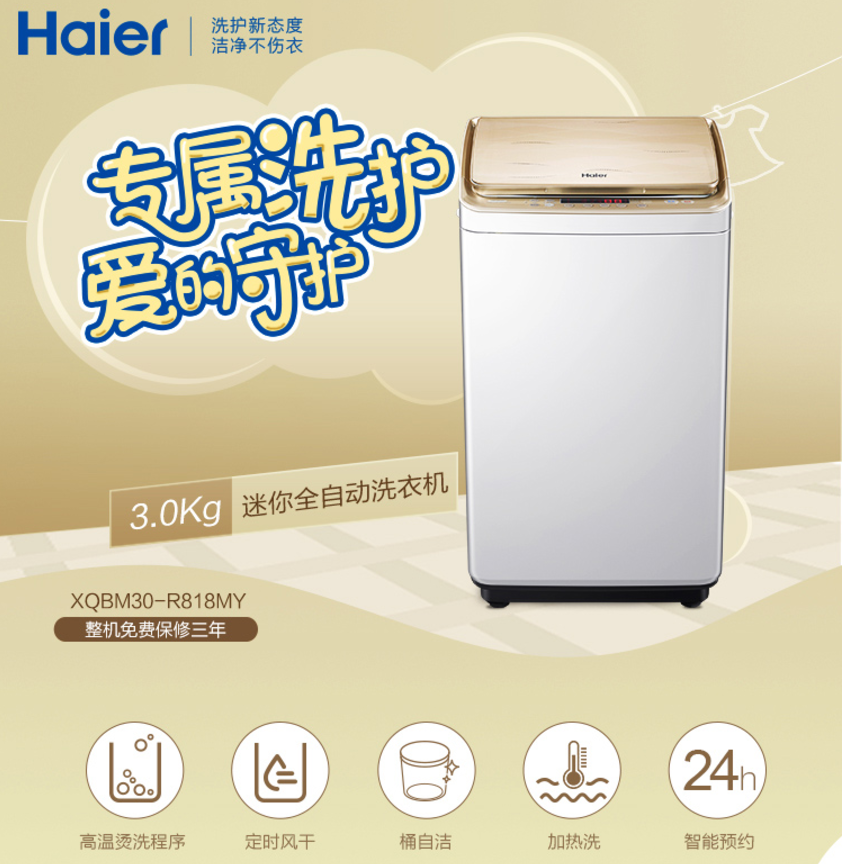 Haier
洗护新态度
洁净不伤衣
专属洗护
爱的守护
Haier
3.0Kg 迷你全自动洗衣机
XQBM30-R818MY
整机免费保修三年
24h
高温烫洗程序 定时风干 桶自洁 加热洗 智能预约